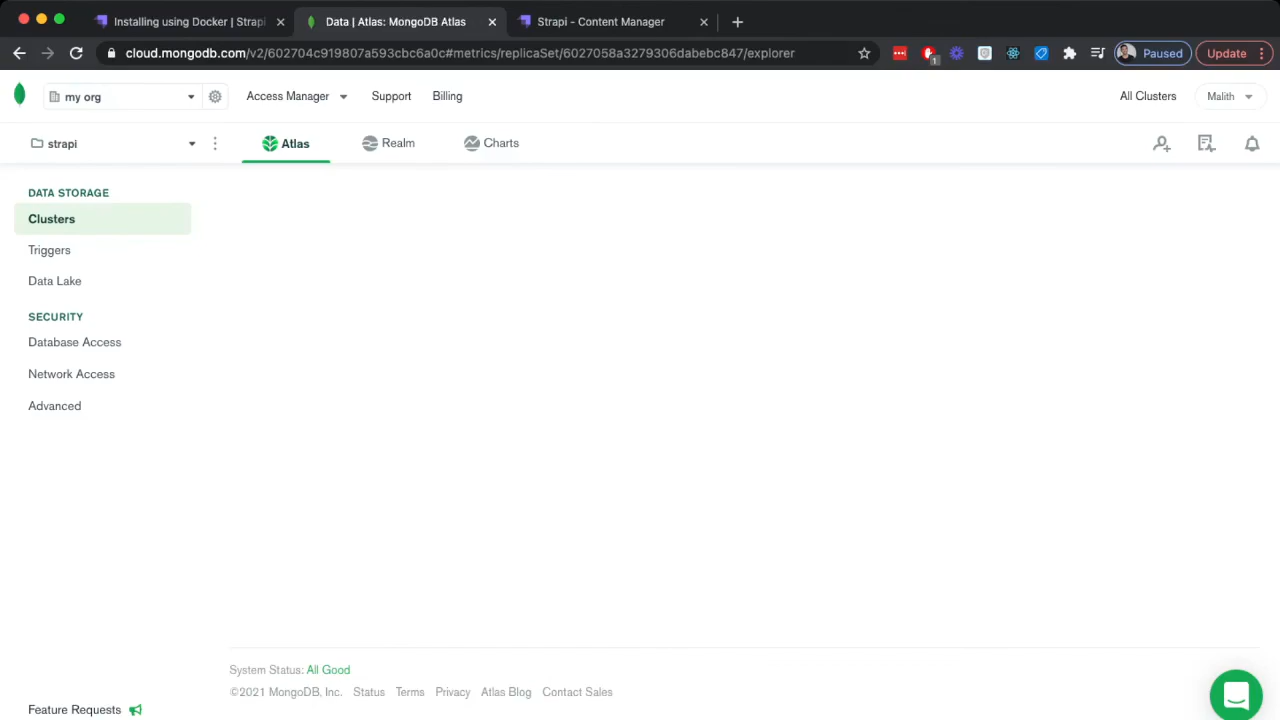 Installing using Docker | Strapi
Data | Atlas: MongoDB Atlas
Strapi - Content Manager
cloud.mongodb.com/v2/602704c919807a593cbc6a0c#metrics/replicaSet/6027058a3279306dabebc847/explorer
1
Paused
Update
my org
Access Manager
Support
Billing
All Clusters
Malith
strapi
Atlas
Realm
Charts
DATA STORAGE
Clusters
Triggers
Data Lake
SECURITY
Database Access
Network Access
Advanced
System Status: All Good
©2021 MongoDB, Inc. Status Terms Privacy Atlas Blog Contact Sales
Feature Requests